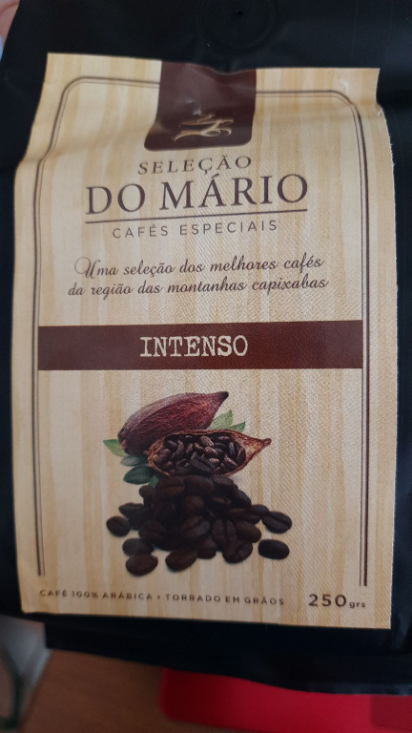 SELEÇÃO
DO MÁRIO
CAFÉS ESPECIAIS
Uma seleção dos melhores cafés
da região das montanhas capixabas
INTENSO
CAFÉ 100% ARÁBICA • TORRADO EM GRÃOS 250grs